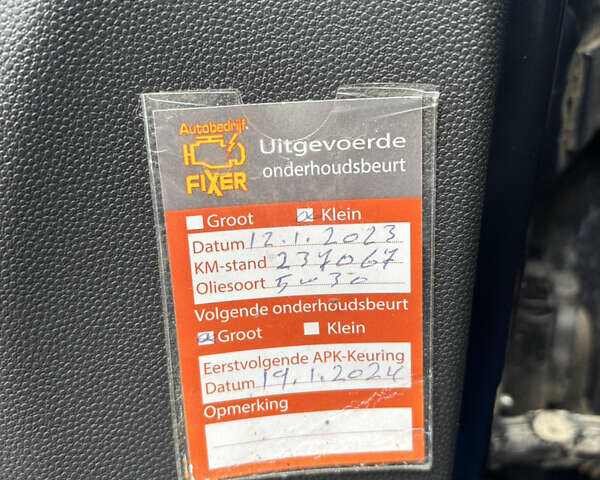 Autobedrijf
FIXER
Uitgevoerde
onderhoudsbeurt
Groot Klein
Datum 12.1.2023
KM-stand 237067
Oliesoort 5w30
Volgende onderhoudsbeurt
Groot Klein
Eerstvolgende APK-Keuring
Datum 19.1.2024
Opmerking